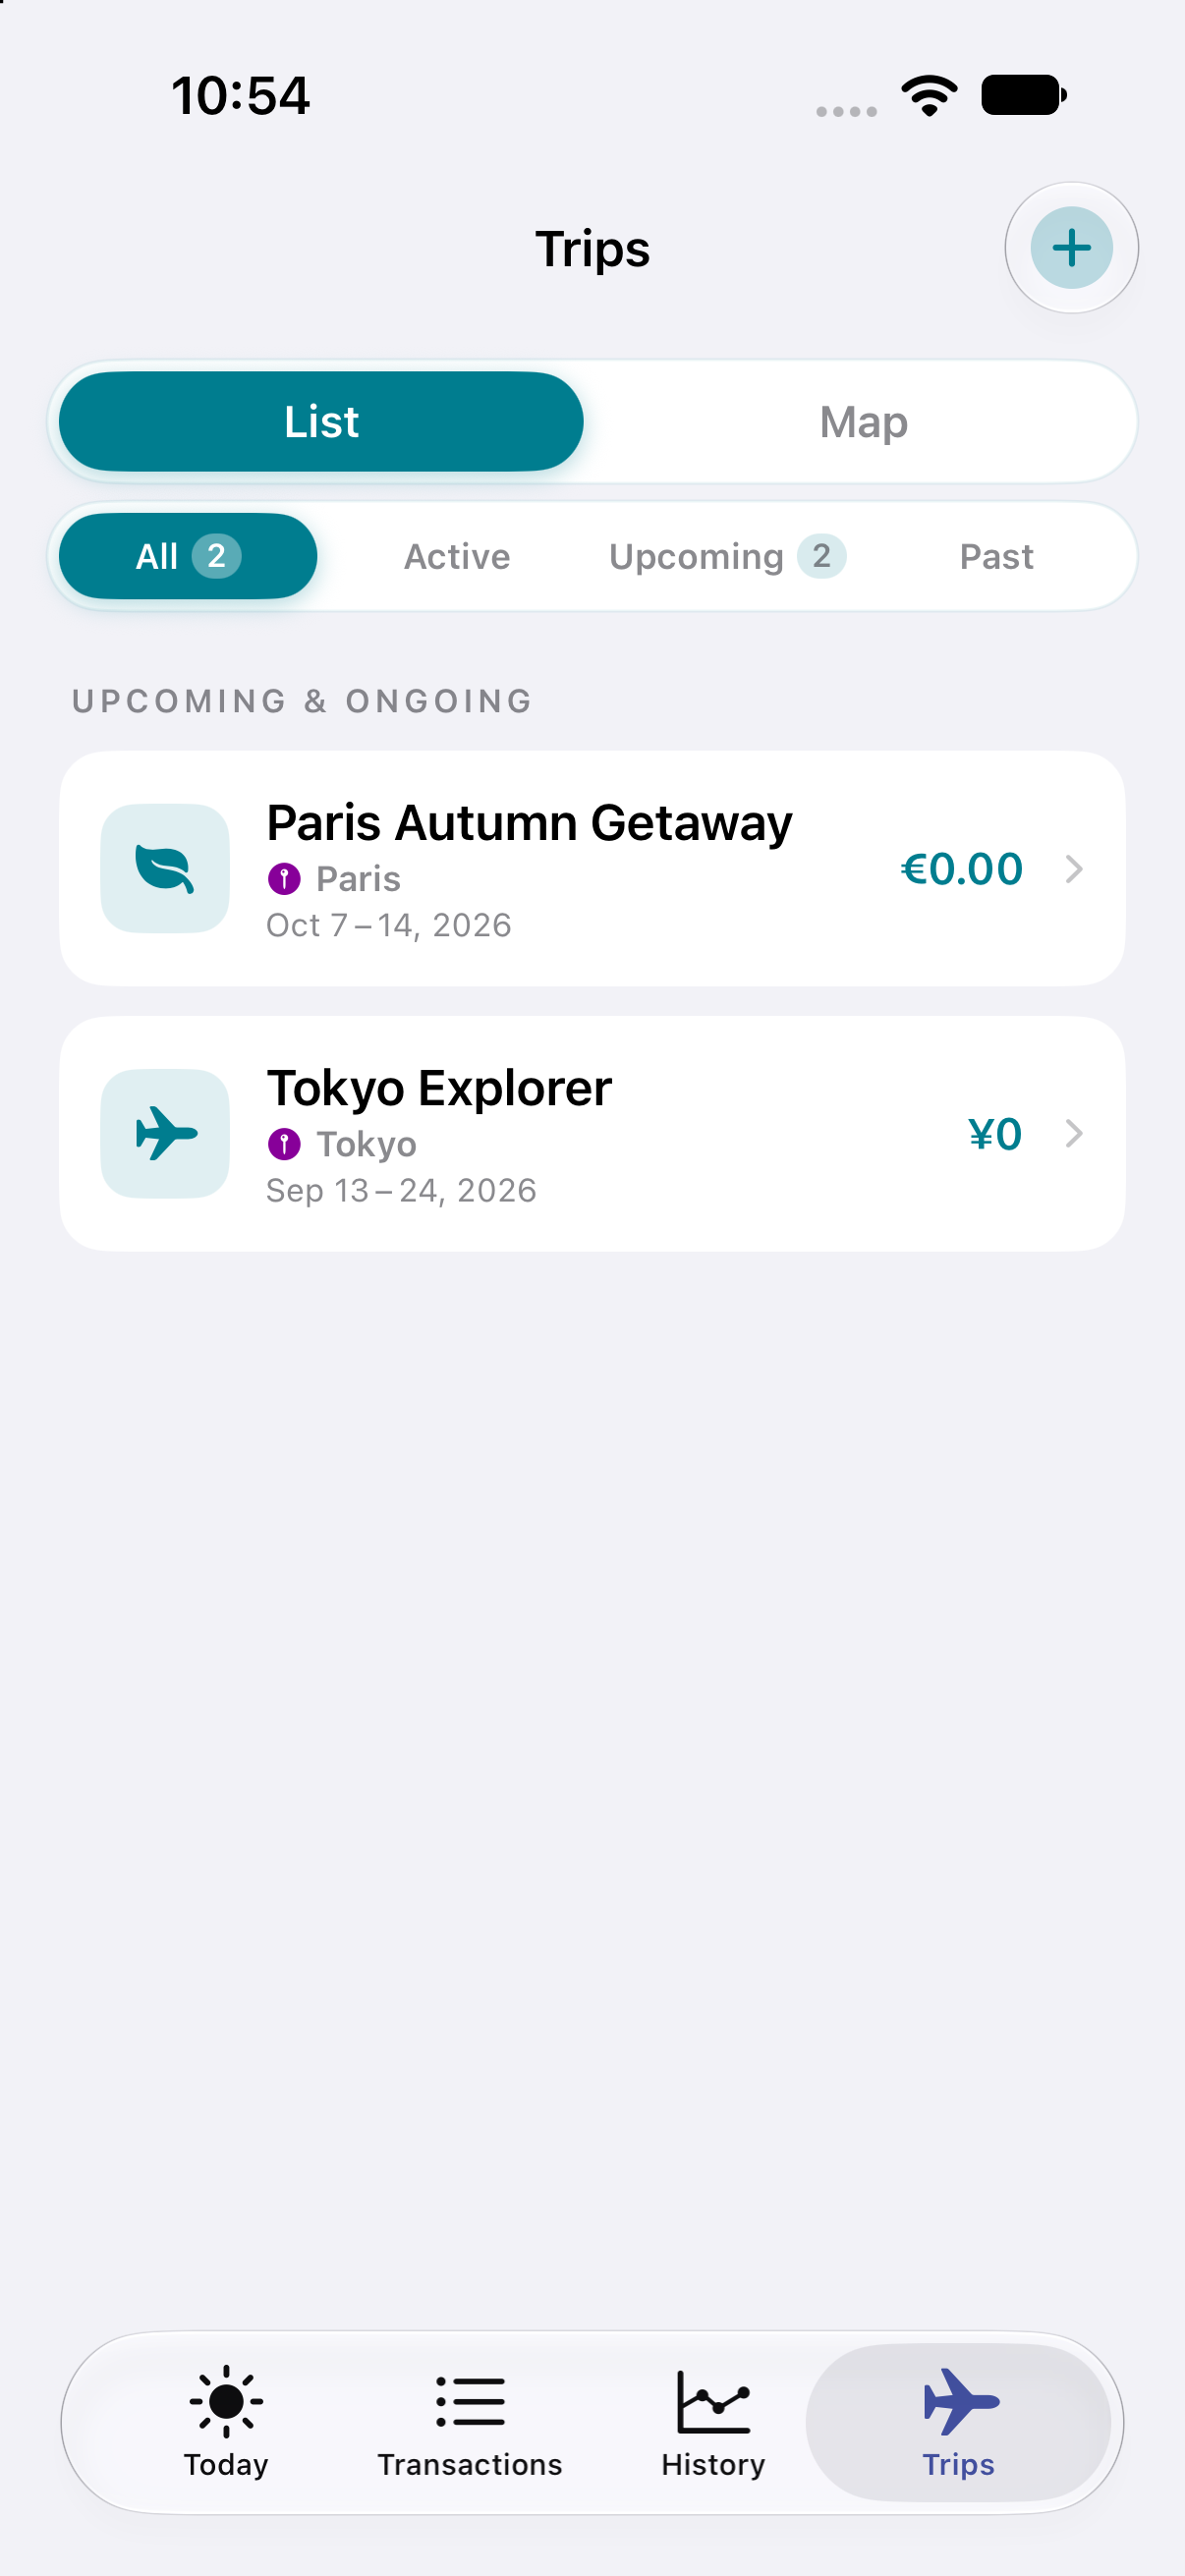 10:54
Trips
List
Map
All 2
Active
Upcoming 2
Past
UPCOMING & ONGOING
Paris Autumn Getaway
Paris
Oct 7 – 14, 2026
€0.00
Tokyo Explorer
Tokyo
Sep 13 – 24, 2026
¥0
Today
Transactions
History
Trips